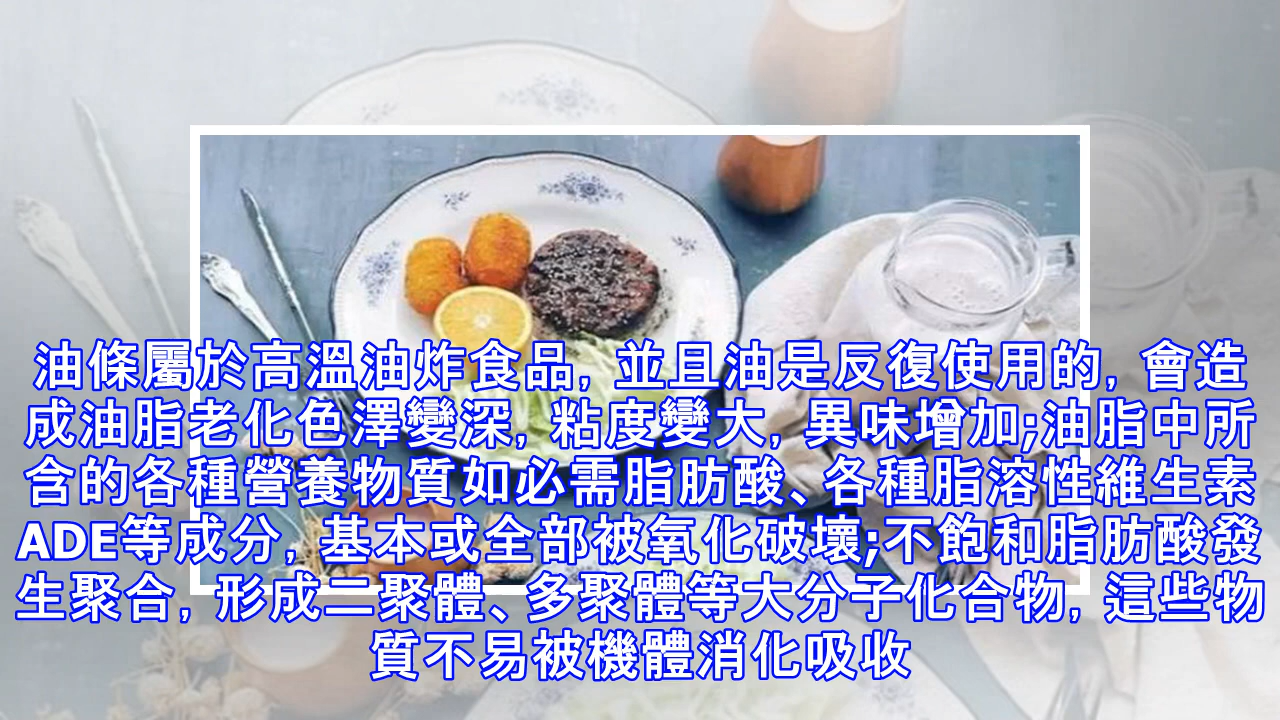 油條屬於高溫油炸食品, 並且油是反復使用的, 會造
成油脂老化色澤變深, 粘度變大, 異味增加;油脂中所
含的各種營養物質如必需脂肪酸、各種脂溶性維生素
ADE等成分, 基本或全部被氧化破壞;不飽和脂肪酸發
生聚合, 形成二聚體、多聚體等大分子化合物, 這些物
質不易被機體消化吸收